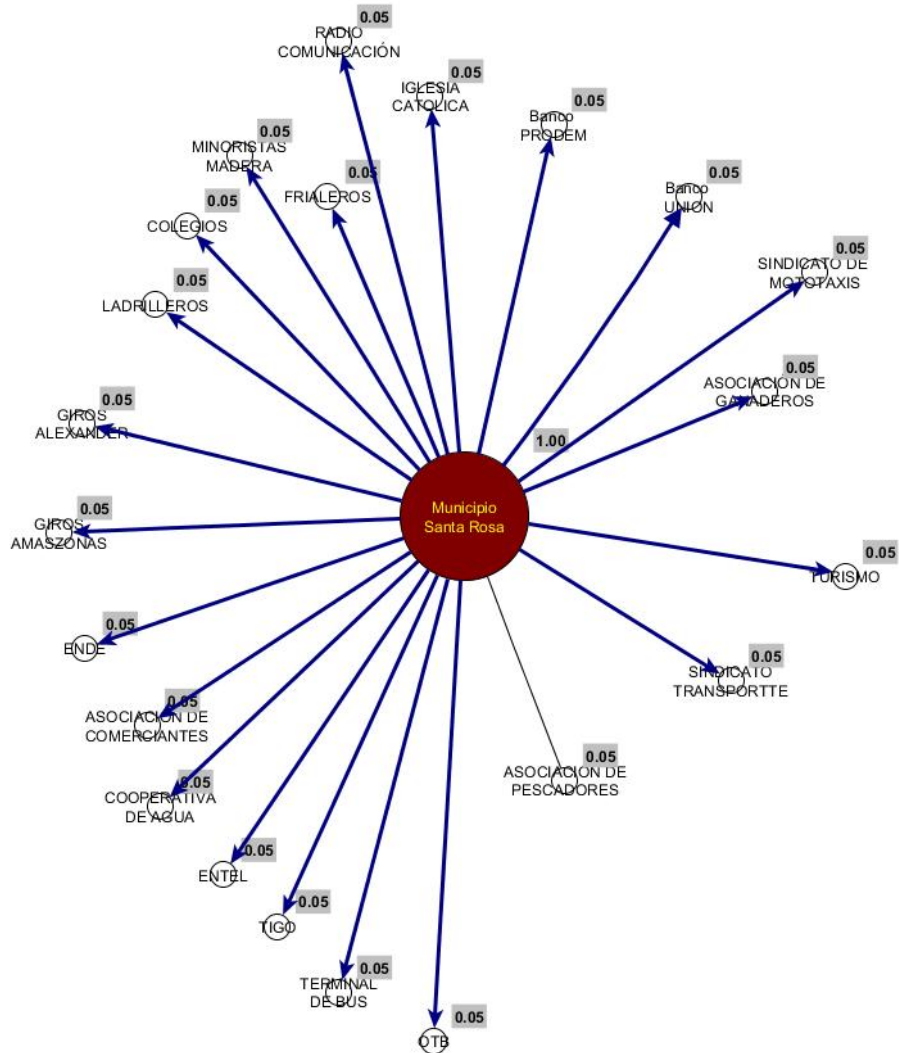 0.05
RADIO
COMUNICACIÓN
0.05
IGLESIA
CATOLICA
0.05
Banco
PRODEM
0.05
MINORISTAS
MADERA
0.05
FRIALEROS
0.05
Banco
UNION
0.05
COLEGIOS
0.05
SINDICATO DE
MOTOTAXIS
0.05
LADRILLEROS
0.05
ASOCIACIÓN DE
GANADEROS
0.05
GIROS
ALEXANDER
1.00
Municipio
Santa Rosa
0.05
GIROS
AMASZONAS
0.05
TURISMO
0.05
ENDE
0.05
SINDICATO
TRANSPORTTE
0.05
ASOCIACIÓN DE
COMERCIANTES
0.05
ASOCIACIÓN DE
PESCADORES
0.05
COOPERATIVA
DE AGUA
0.05
ENTEL
0.05
TIGO
0.05
TERMINAL
DE BUS
0.05
OTB